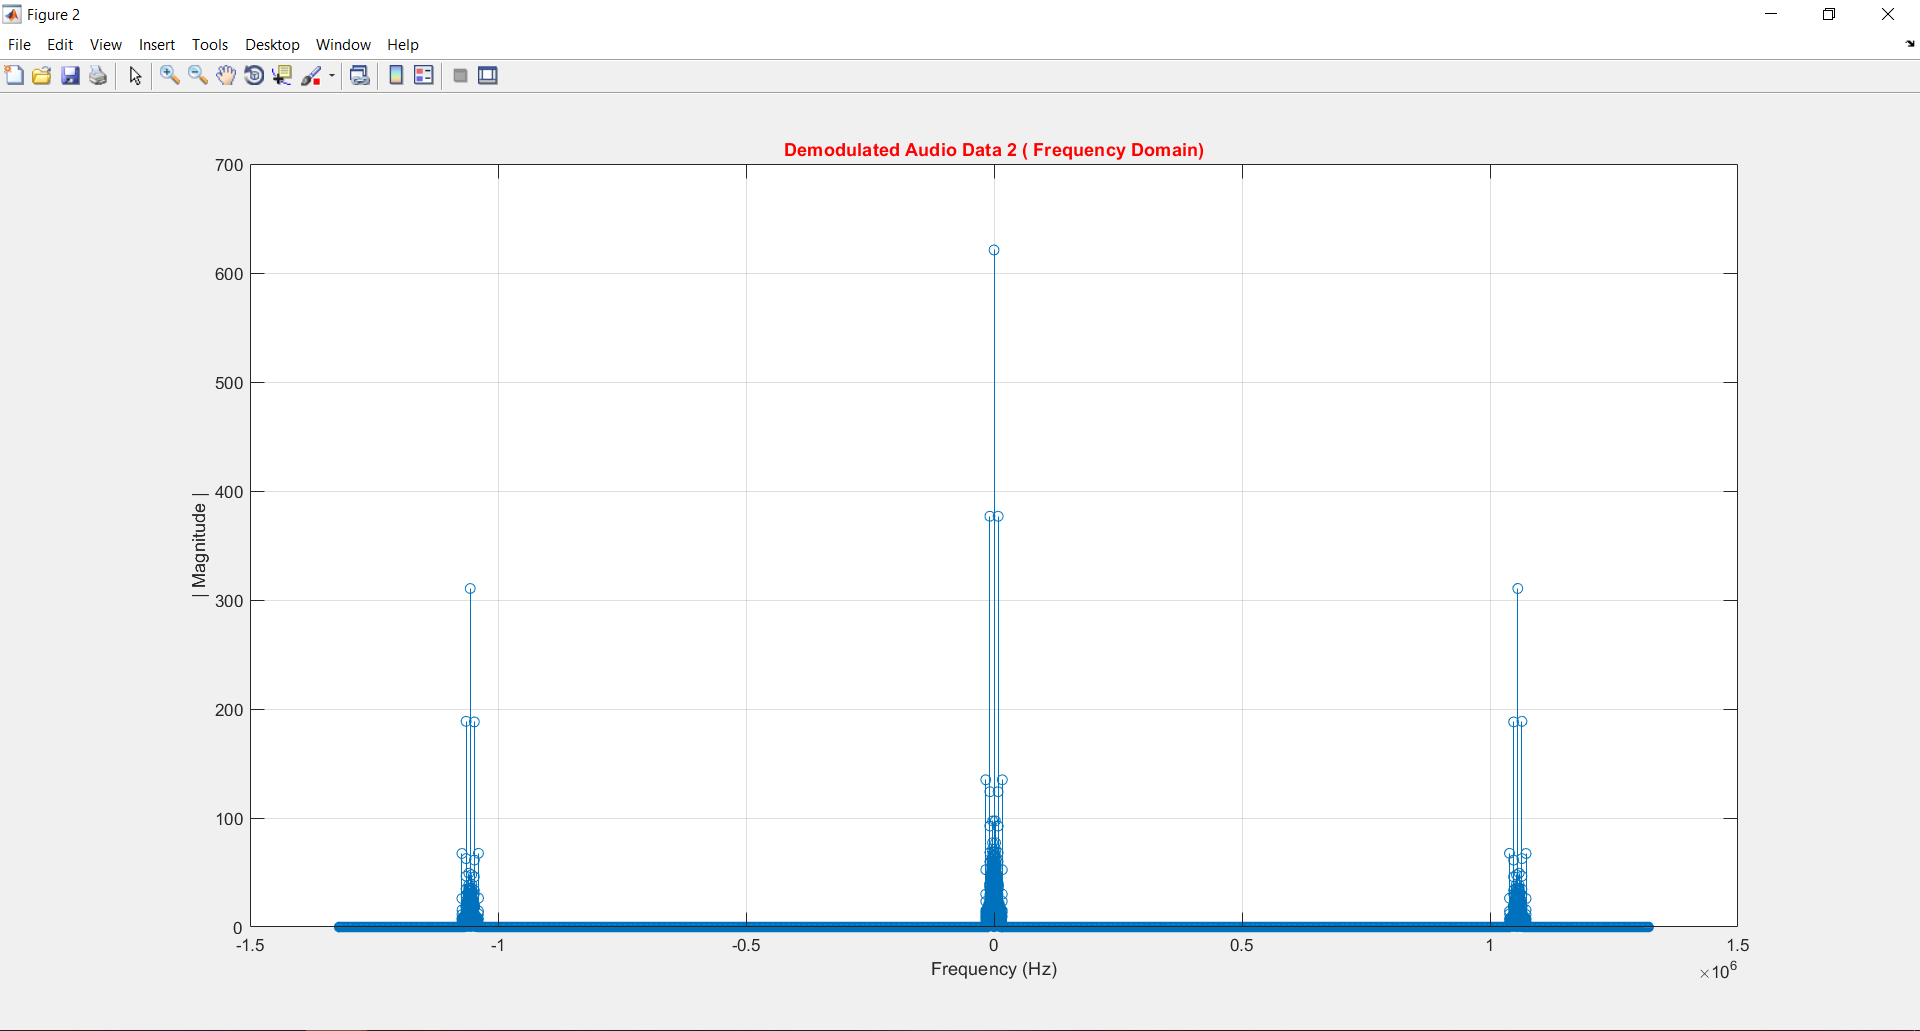 Figure 2
File Edit View Insert Tools Desktop Window Help
Demodulated Audio Data 2 ( Frequency Domain)
700
600
500
400
300
200
100
0
| Magnitude |
-1.5 -1 -0.5 0 0.5 1 1.5
Frequency (Hz)
×10⁶